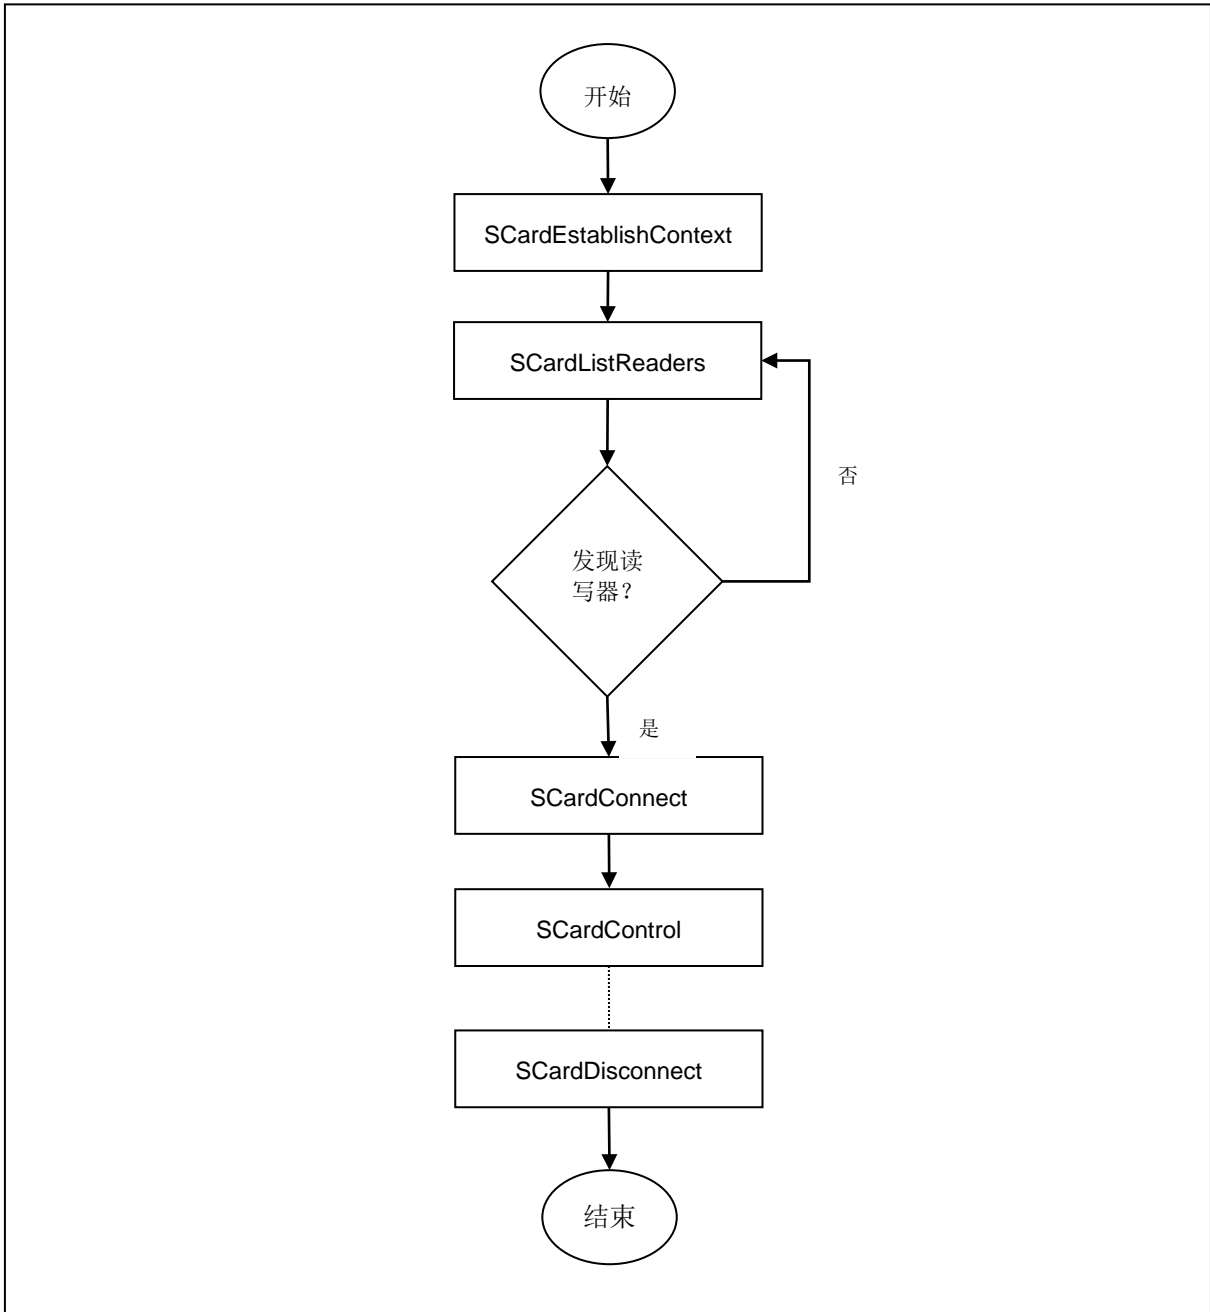 开始
SCardEstablishContext
SCardListReaders
否
发现读
写器？
是
SCardConnect
SCardControl
SCardDisconnect
结束